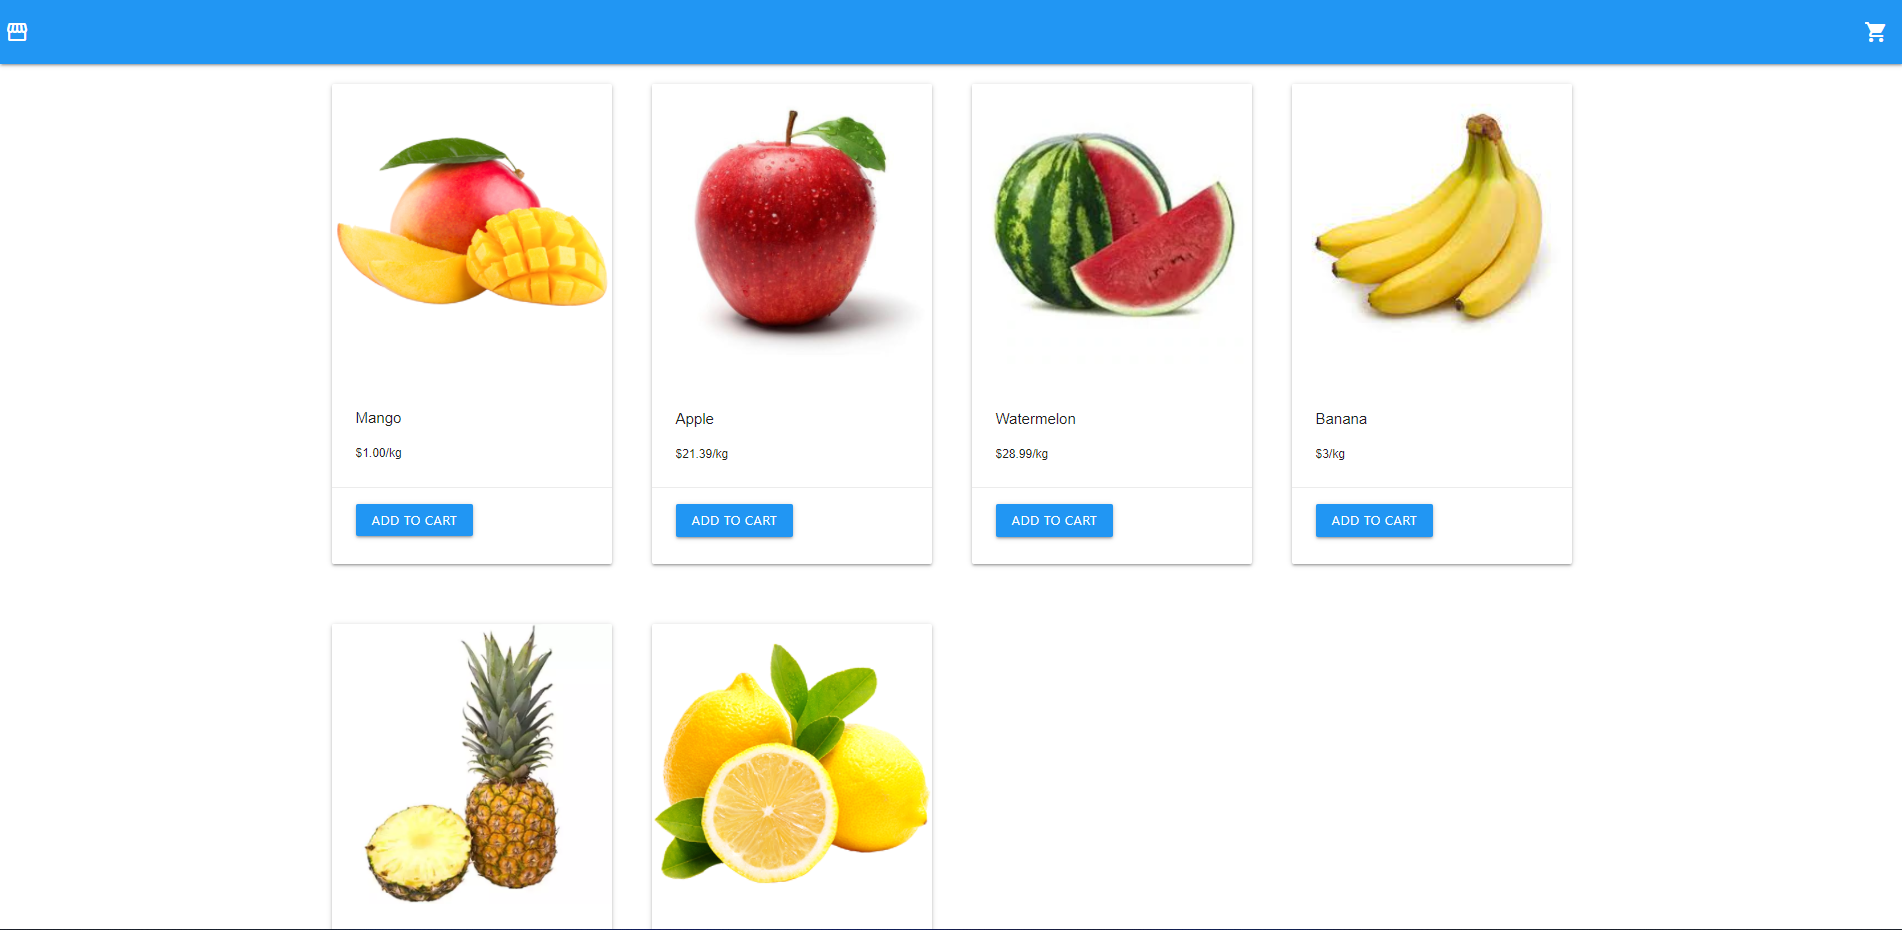 Mango
$1.00/kg
ADD TO CART
Apple
$21.39/kg
ADD TO CART
Watermelon
$28.99/kg
ADD TO CART
Banana
$3/kg
ADD TO CART